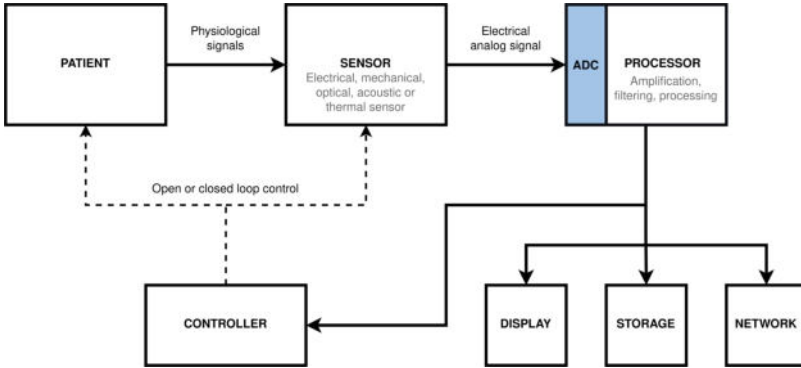 Physiological
signals
Electrical
analog signal
PATIENT
SENSOR
Electrical, mechanical,
optical, acoustic or
thermal sensor
ADC
PROCESSOR
Amplification,
filtering, processing
Open or closed loop control
CONTROLLER
DISPLAY
STORAGE
NETWORK